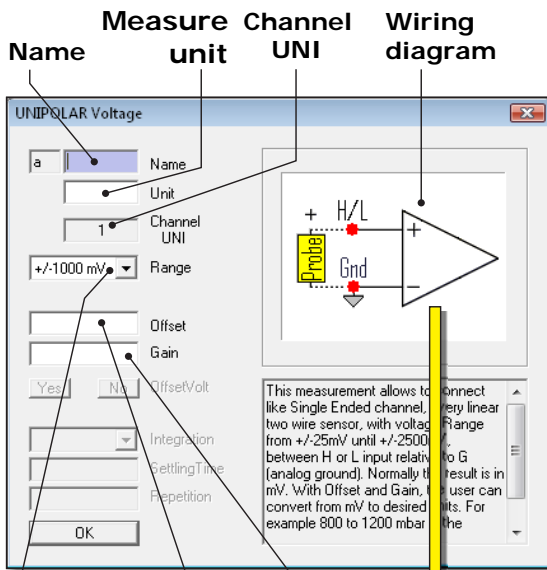 Name
Measure
unit
Channel
UNI
Wiring
diagram
UNIPOLAR Voltage
a
Name
Unit
1
Channel
UNI
+/-1000 mV
Range
Offset
Gain
Yes
No
OffsetVolt
Integration
SettlingTime
Repetition
OK
+ H/L
+
Probe
Gnd
−
This measurement allows to connect
like Single Ended channel, very linear
two wire sensor, with voltage Range
from +/-25mV until +/-2500mV,
between H or L input relative to G
(analog ground). Normally the result is in
mV. With Offset and Gain, the user can
convert from mV to desired units. For
example 800 to 1200 mbar the